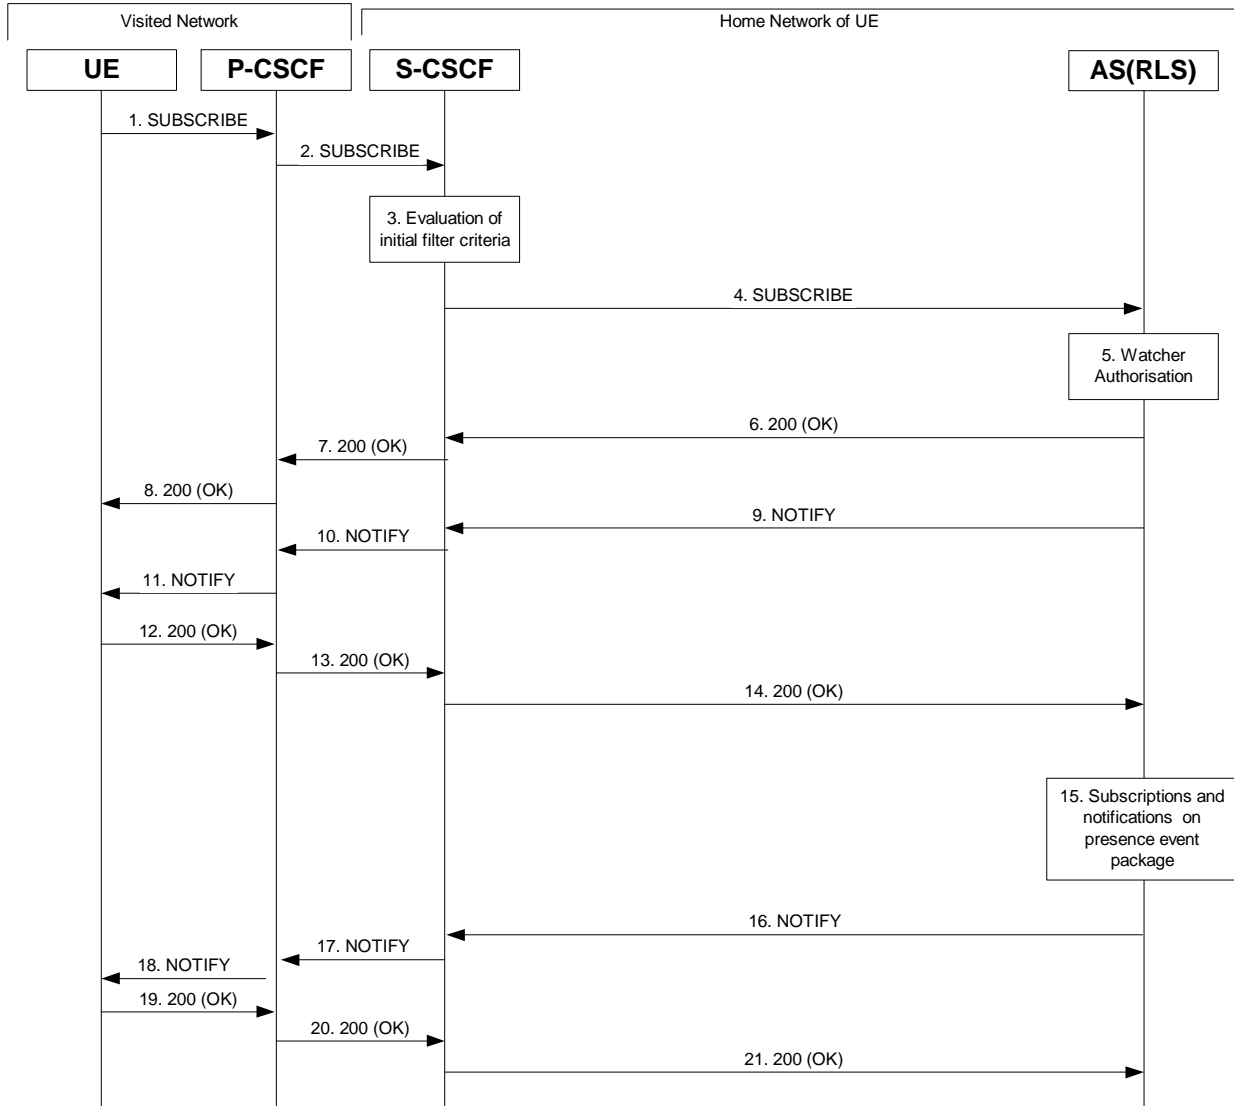 Visited Network
Home Network of UE
UE
P-CSCF
S-CSCF
AS(RLS)
1. SUBSCRIBE
2. SUBSCRIBE
3. Evaluation of
initial filter criteria
4. SUBSCRIBE
5. Watcher
Authorisation
6. 200 (OK)
7. 200 (OK)
8. 200 (OK)
9. NOTIFY
10. NOTIFY
11. NOTIFY
12. 200 (OK)
13. 200 (OK)
14. 200 (OK)
15. Subscriptions and
notifications on
presence event
package
16. NOTIFY
17. NOTIFY
18. NOTIFY
19. 200 (OK)
20. 200 (OK)
21. 200 (OK)